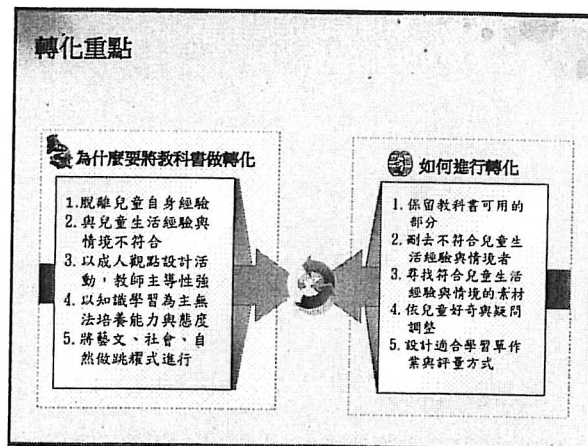 轉化重點
為什麼要將教科書做轉化
1.脫離兒童自身經驗
2.與兒童生活經驗與
情境不符合
3.以成人觀點設計活
動，教師主導性強
4.以知識學習為主無
法培養能力與態度
5.將藝文、社會、自
然做跳耀式進行
如何進行轉化
1.保留教科書可用的
部分
2.刪去不符合兒童生
活經驗與情境者
3.尋找符合兒童生活
經驗與情境的素材
4.依兒童好奇與疑問
調整
5.設計適合學習單作
業與評量方式